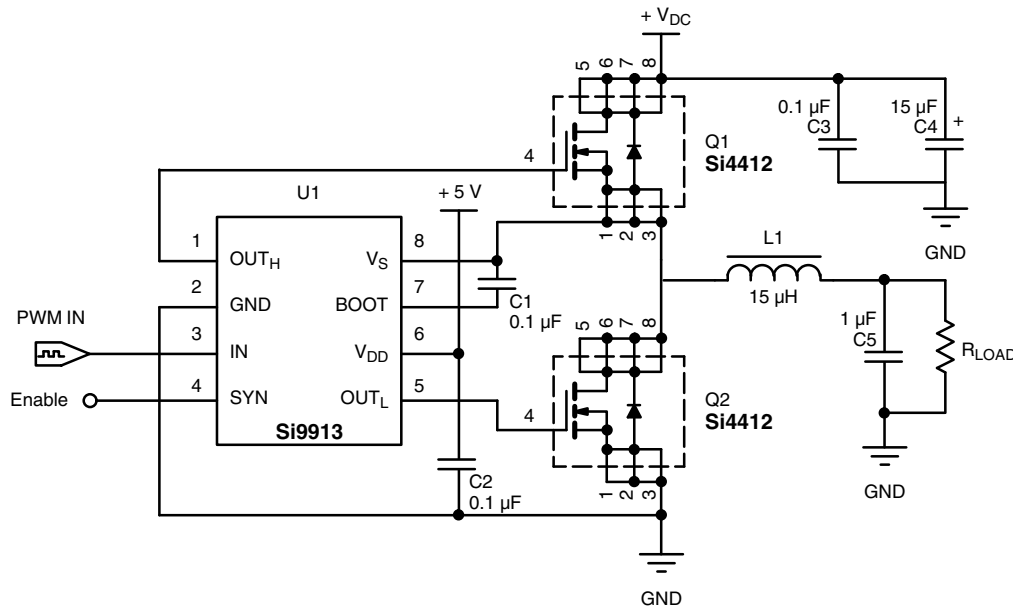 + V_DC
5 6 7 8
0.1 µF
C3
15 µF
C4
+
Q1
Si4412
4
1 2 3
GND
U1
+ 5 V
1
OUT_H
2
GND
3
IN
4
SYN
V_S
8
BOOT
7
V_DD
6
OUT_L
5
Si9913
PWM IN
Enable
C1
0.1 µF
C2
0.1 µF
L1
15 µH
1 µF
C5
R_LOAD
GND
5 6 7 8
Q2
Si4412
4
1 2 3
GND